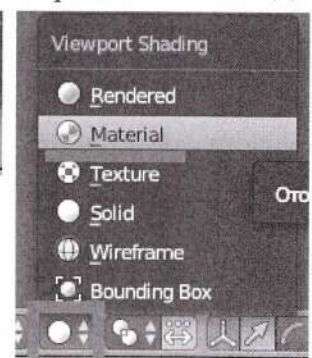 Viewport Shading
Rendered
Material
Texture
Ото
Solid
Wireframe
Bounding Box